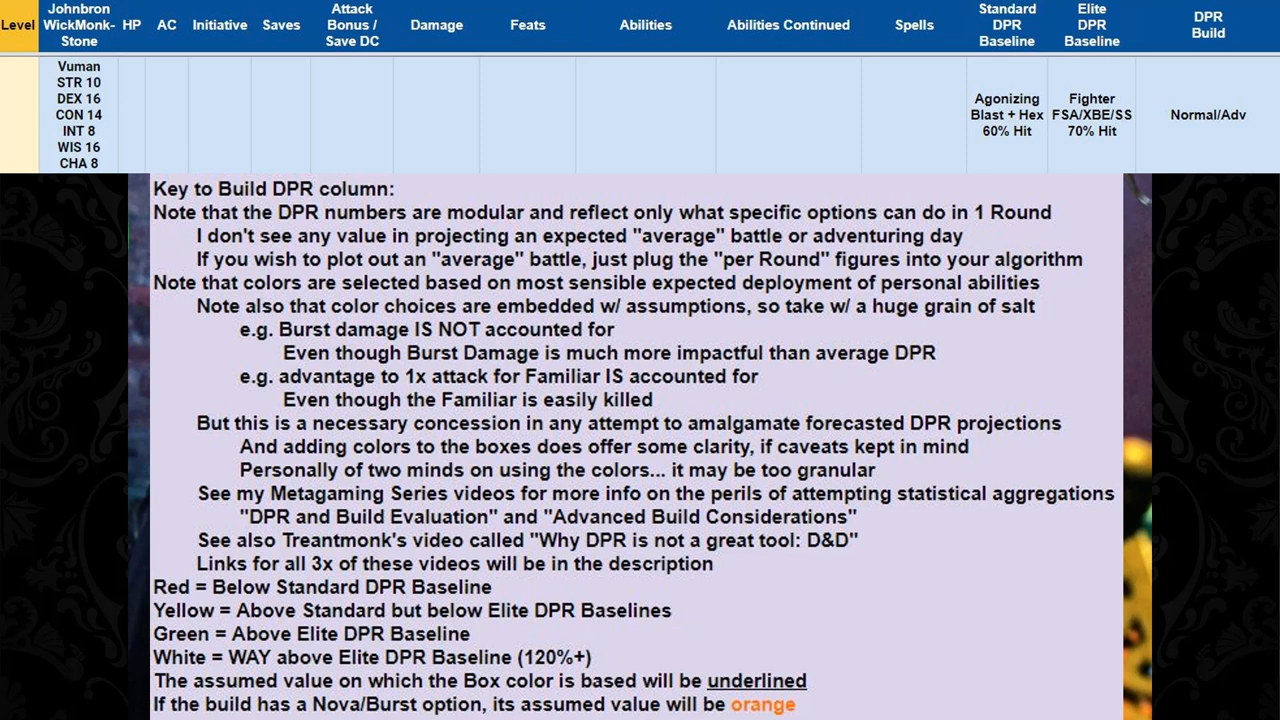 Level
Johnbron
WickMonk-
Stone
HP
AC
Initiative
Saves
Attack
Bonus /
Save DC
Damage
Feats
Abilities
Abilities Continued
Spells
Standard
DPR
Baseline
Elite
DPR
Baseline
DPR
Build
Vuman
STR 10
DEX 16
CON 14
INT 8
WIS 16
CHA 8
Agonizing
Blast + Hex
60% Hit
Fighter
FSA/XBE/SS
70% Hit
Normal/Adv
Key to Build DPR column:
Note that the DPR numbers are modular and reflect only what specific options can do in 1 Round
I don't see any value in projecting an expected "average" battle or adventuring day
If you wish to plot out an "average" battle, just plug the "per Round" figures into your algorithm
Note that colors are selected based on most sensible expected deployment of personal abilities
Note also that color choices are embedded w/ assumptions, so take w/ a huge grain of salt
e.g. Burst damage IS NOT accounted for
Even though Burst Damage is much more impactful than average DPR
e.g. advantage to 1x attack for Familiar IS accounted for
Even though the Familiar is easily killed
But this is a necessary concession in any attempt to amalgamate forecasted DPR projections
And adding colors to the boxes does offer some clarity, if caveats kept in mind
Personally of two minds on using the colors... it may be too granular
See my Metagaming Series videos for more info on the perils of attempting statistical aggregations
"DPR and Build Evaluation" and "Advanced Build Considerations"
See also Treantmonk's video called "Why DPR is not a great tool: D&D"
Links for all 3x of these videos will be in the description
Red = Below Standard DPR Baseline
Yellow = Above Standard but below Elite DPR Baselines
Green = Above Elite DPR Baseline
White = WAY above Elite DPR Baseline (120%+)
The assumed value on which the Box color is based will be underlined
If the build has a Nova/Burst option, its assumed value will be orange